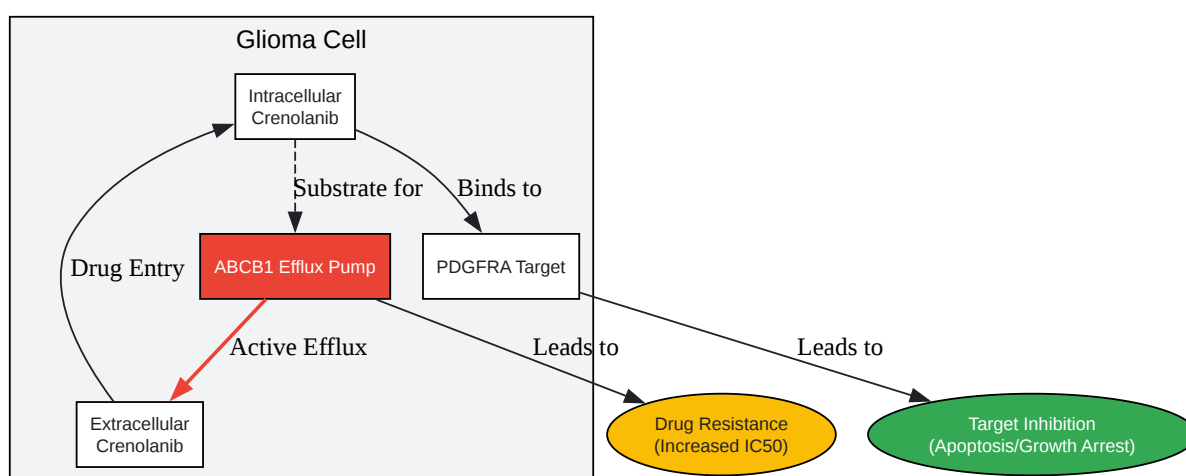 Glioma Cell
Intracellular
Crenolanib
Substrate for
Binds to
Drug Entry
ABCB1 Efflux Pump
PDGFRA Target
Active Efflux
Leads to
Leads to
Extracellular
Crenolanib
Drug Resistance
(Increased IC50)
Target Inhibition
(Apoptosis/Growth Arrest)